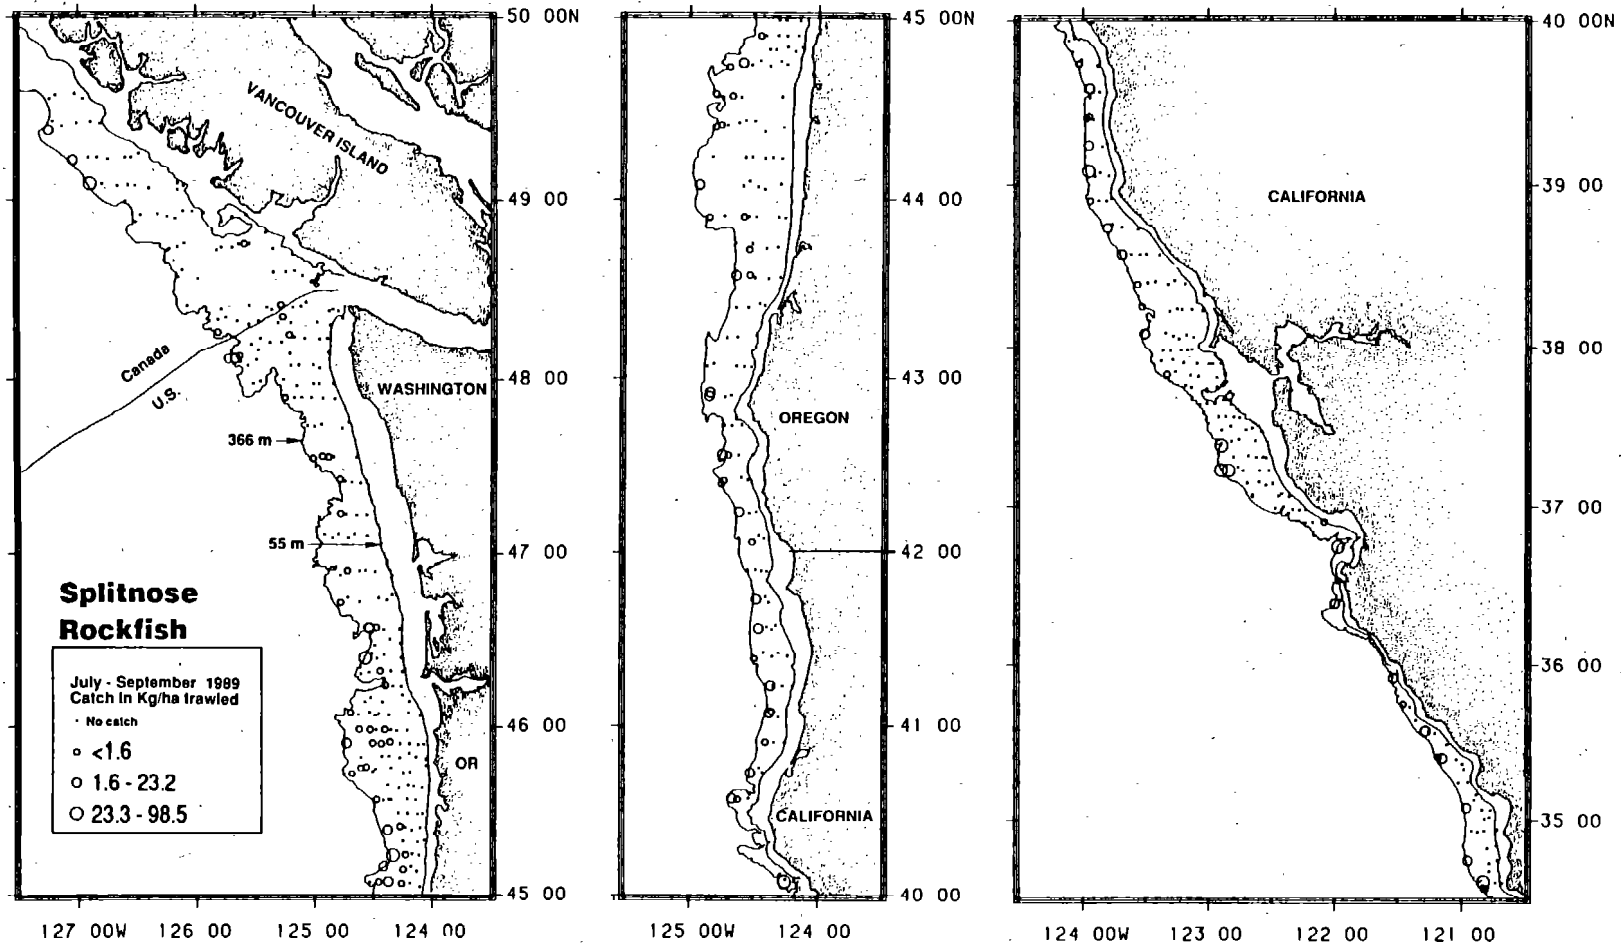 50 00N
VANCOUVER ISLAND
49 00
Canada
U.S.
48 00
WASHINGTON
366 m
55 m
47 00
Splitnose
Rockfish
July - September 1989
Catch in Kg/ha trawled
No catch
<1.6
1.6 - 23.2
23.3 - 98.5
46 00
OR
45 00
127 00W 126 00 125 00 124 00
45 00N
44 00
43 00
OREGON
42 00
41 00
CALIFORNIA
40 00
125 00W 124 00
40 00N
CALIFORNIA
39 00
38 00
37 00
36 00
35 00
124 00W 123 00 122 00 121 00